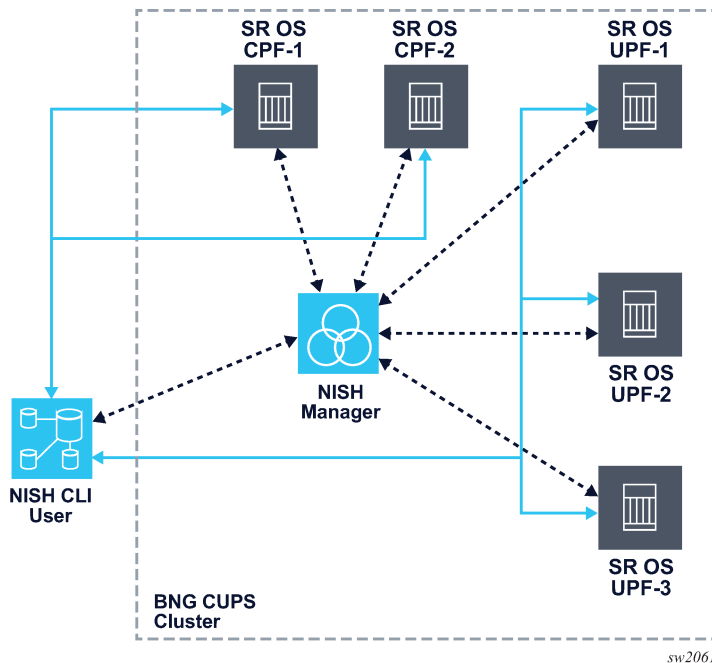 SR OS
CPF-1
SR OS
CPF-2
SR OS
UPF-1
SR OS
UPF-2
NISH
Manager
NISH CLI
User
SR OS
UPF-3
BNG CUPS
Cluster